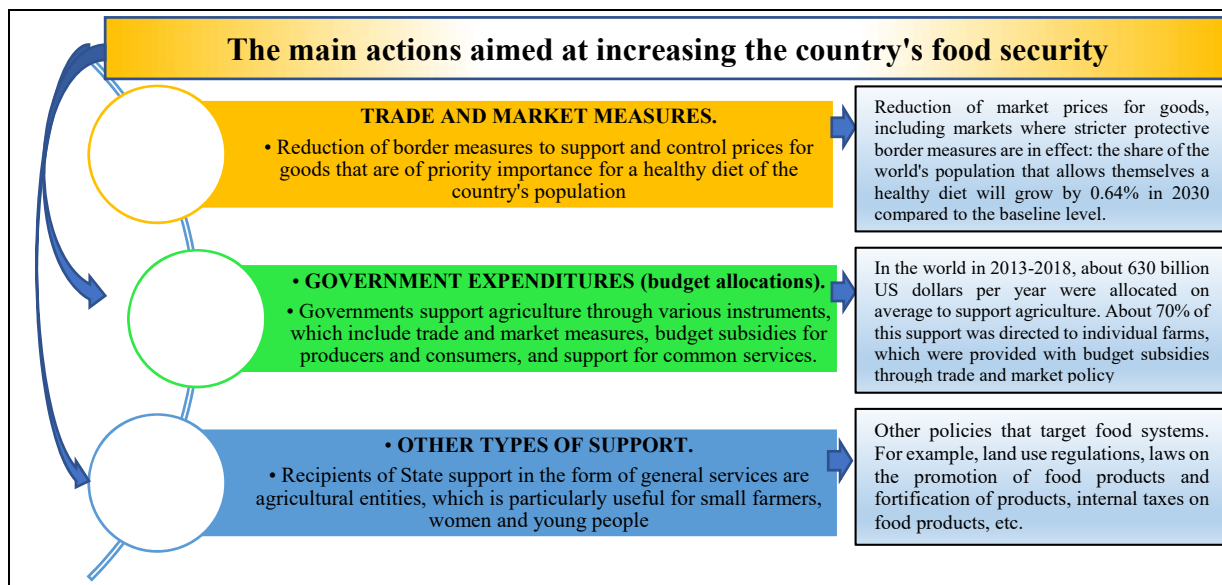 The main actions aimed at increasing the country's food security
TRADE AND MARKET MEASURES.
• Reduction of border measures to support and control prices for
goods that are of priority importance for a healthy diet of the
country's population
Reduction of market prices for goods,
including markets where stricter protective
border measures are in effect: the share of the
world's population that allows themselves a
healthy diet will grow by 0.64% in 2030
compared to the baseline level.
• GOVERNMENT EXPENDITURES (budget allocations).
• Governments support agriculture through various instruments,
which include trade and market measures, budget subsidies for
producers and consumers, and support for common services.
In the world in 2013-2018, about 630 billion
US dollars per year were allocated on
average to support agriculture. About 70% of
this support was directed to individual farms,
which were provided with budget subsidies
through trade and market policy
• OTHER TYPES OF SUPPORT.
• Recipients of State support in the form of general services are
agricultural entities, which is particularly useful for small farmers,
women and young people
Other policies that target food systems.
For example, land use regulations, laws on
the promotion of food products and
fortification of products, internal taxes on
food products, etc.